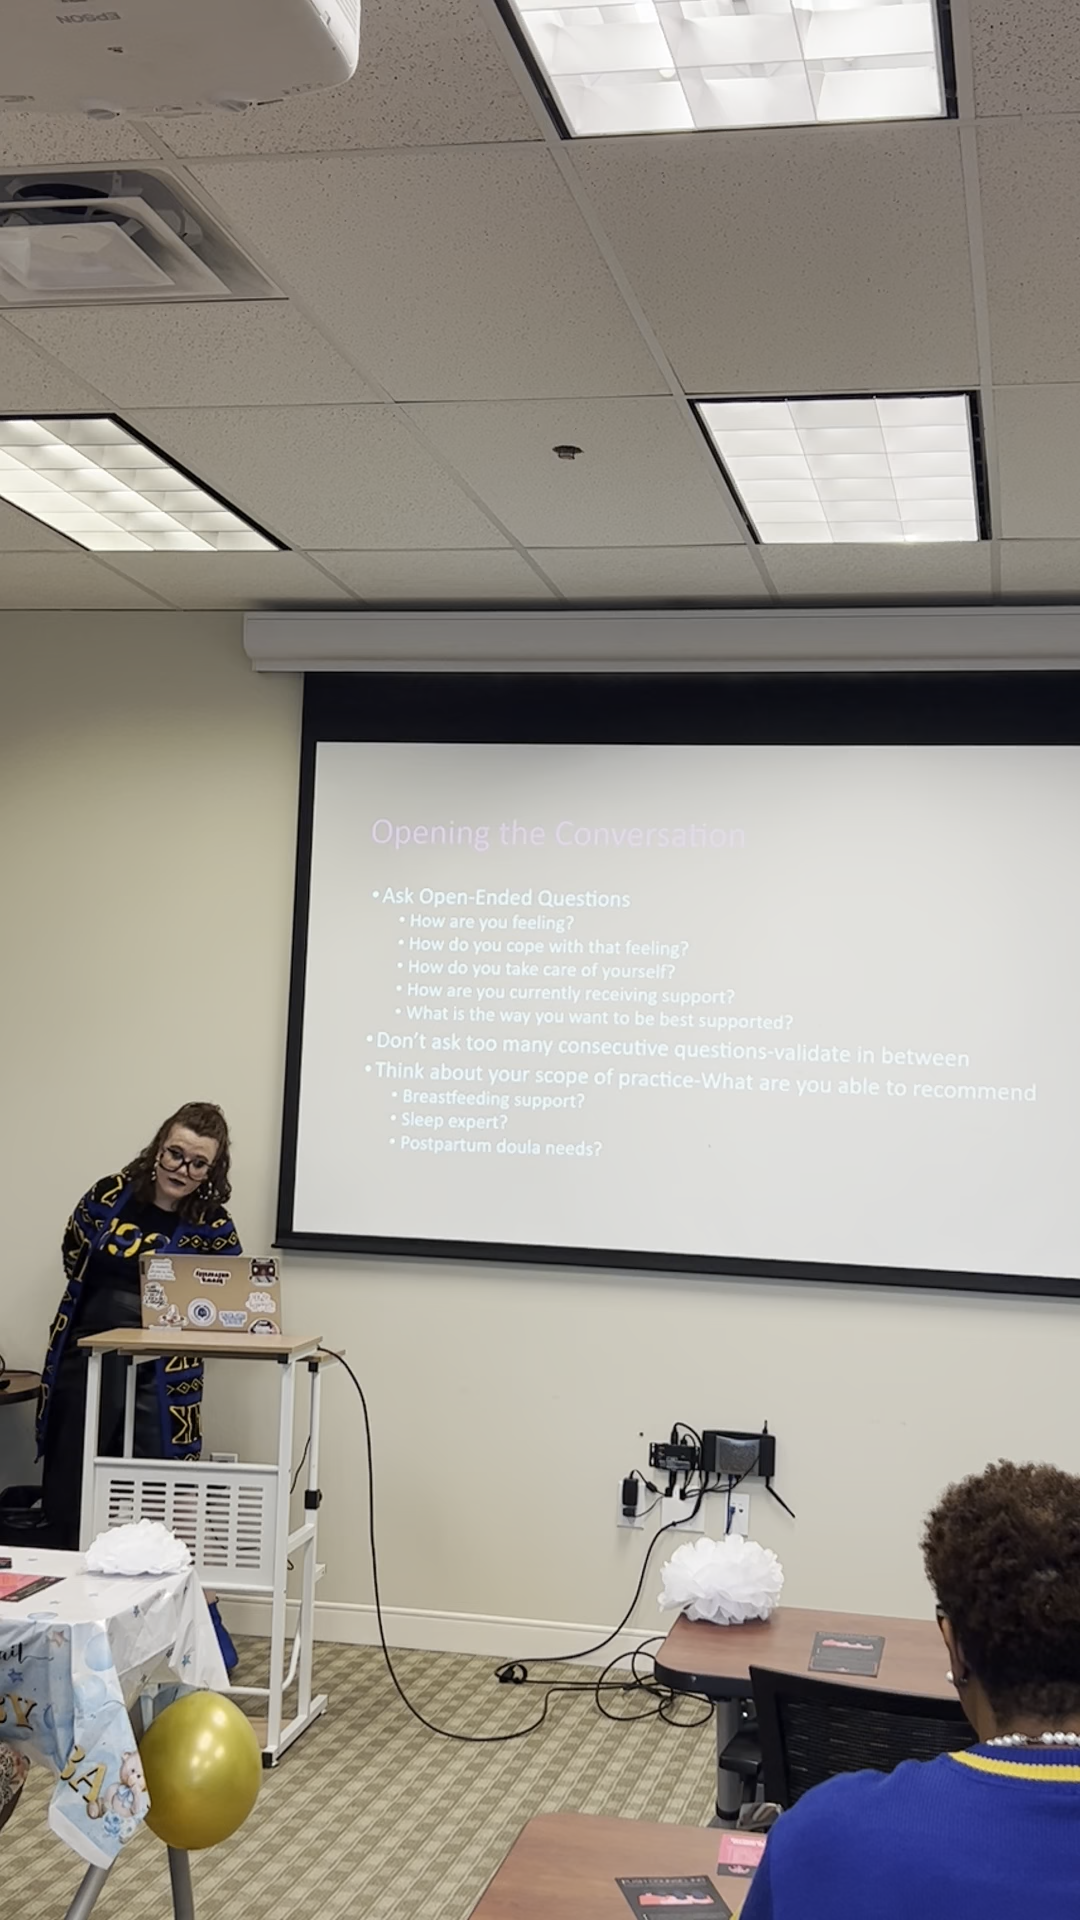 EPSON
Opening the Conversation
•Ask Open-Ended Questions
• How are you feeling?
• How do you cope with that feeling?
• How do you take care of yourself?
• How are you currently receiving support?
• What is the way you want to be best supported?
•Don't ask too many consecutive questions-validate in between
•Think about your scope of practice-What are you able to recommend
• Breastfeeding support?
• Sleep expert?
• Postpartum doula needs?